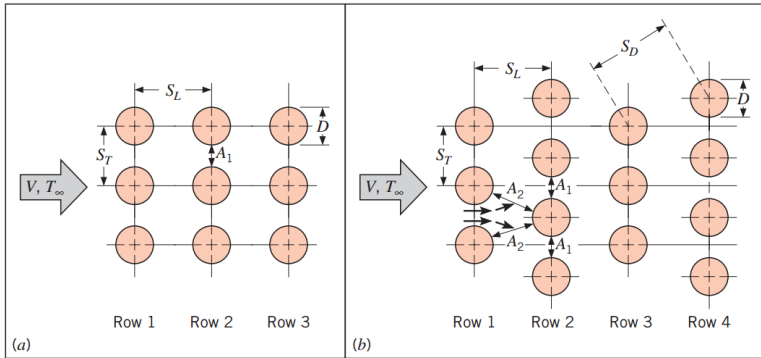 S_L
D
A_1
S_T
V, T_∞
Row 1 Row 2 Row 3
(a)
S_D
S_L
D
S_T
A_2 A_1
V, T_∞
A_2 A_1
Row 1 Row 2 Row 3 Row 4
(b)